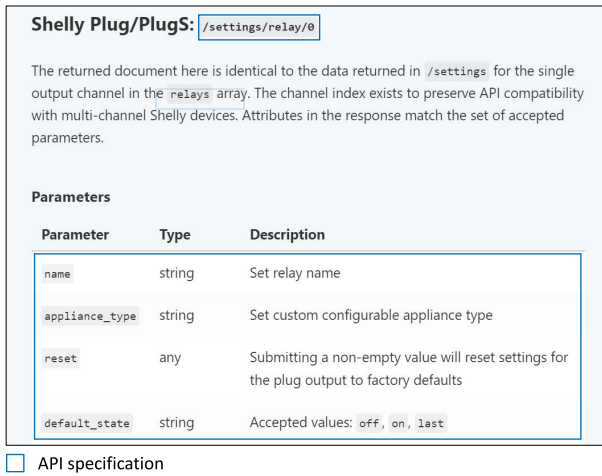 Shelly Plug/PlugS: /settings/relay/0
The returned document here is identical to the data returned in /settings for the single
output channel in the relays array. The channel index exists to preserve API compatibility
with multi-channel Shelly devices. Attributes in the response match the set of accepted
parameters.
Parameters
Parameter Type Description
name string Set relay name
appliance_type string Set custom configurable appliance type
reset any Submitting a non-empty value will reset settings for
the plug output to factory defaults
default_state string Accepted values: off, on, last
API specification